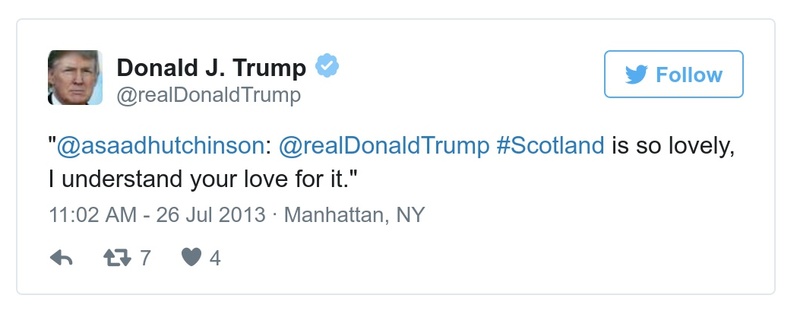 Donald J. Trump
@realDonaldTrump
Follow
"@asaadhutchinson: @realDonaldTrump #Scotland is so lovely,
I understand your love for it."
11:02 AM - 26 Jul 2013 · Manhattan, NY
7 4